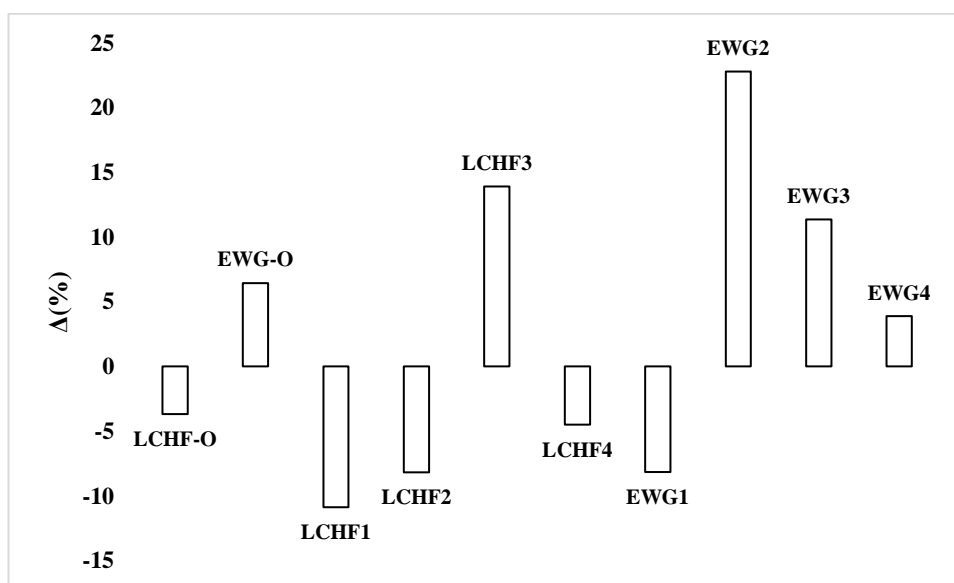 25
20
15
10
5
0
-5
-10
-15
Δ(%)
LCHF-O
EWG-O
LCHF1
LCHF2
LCHF3
LCHF4
EWG1
EWG2
EWG3
EWG4